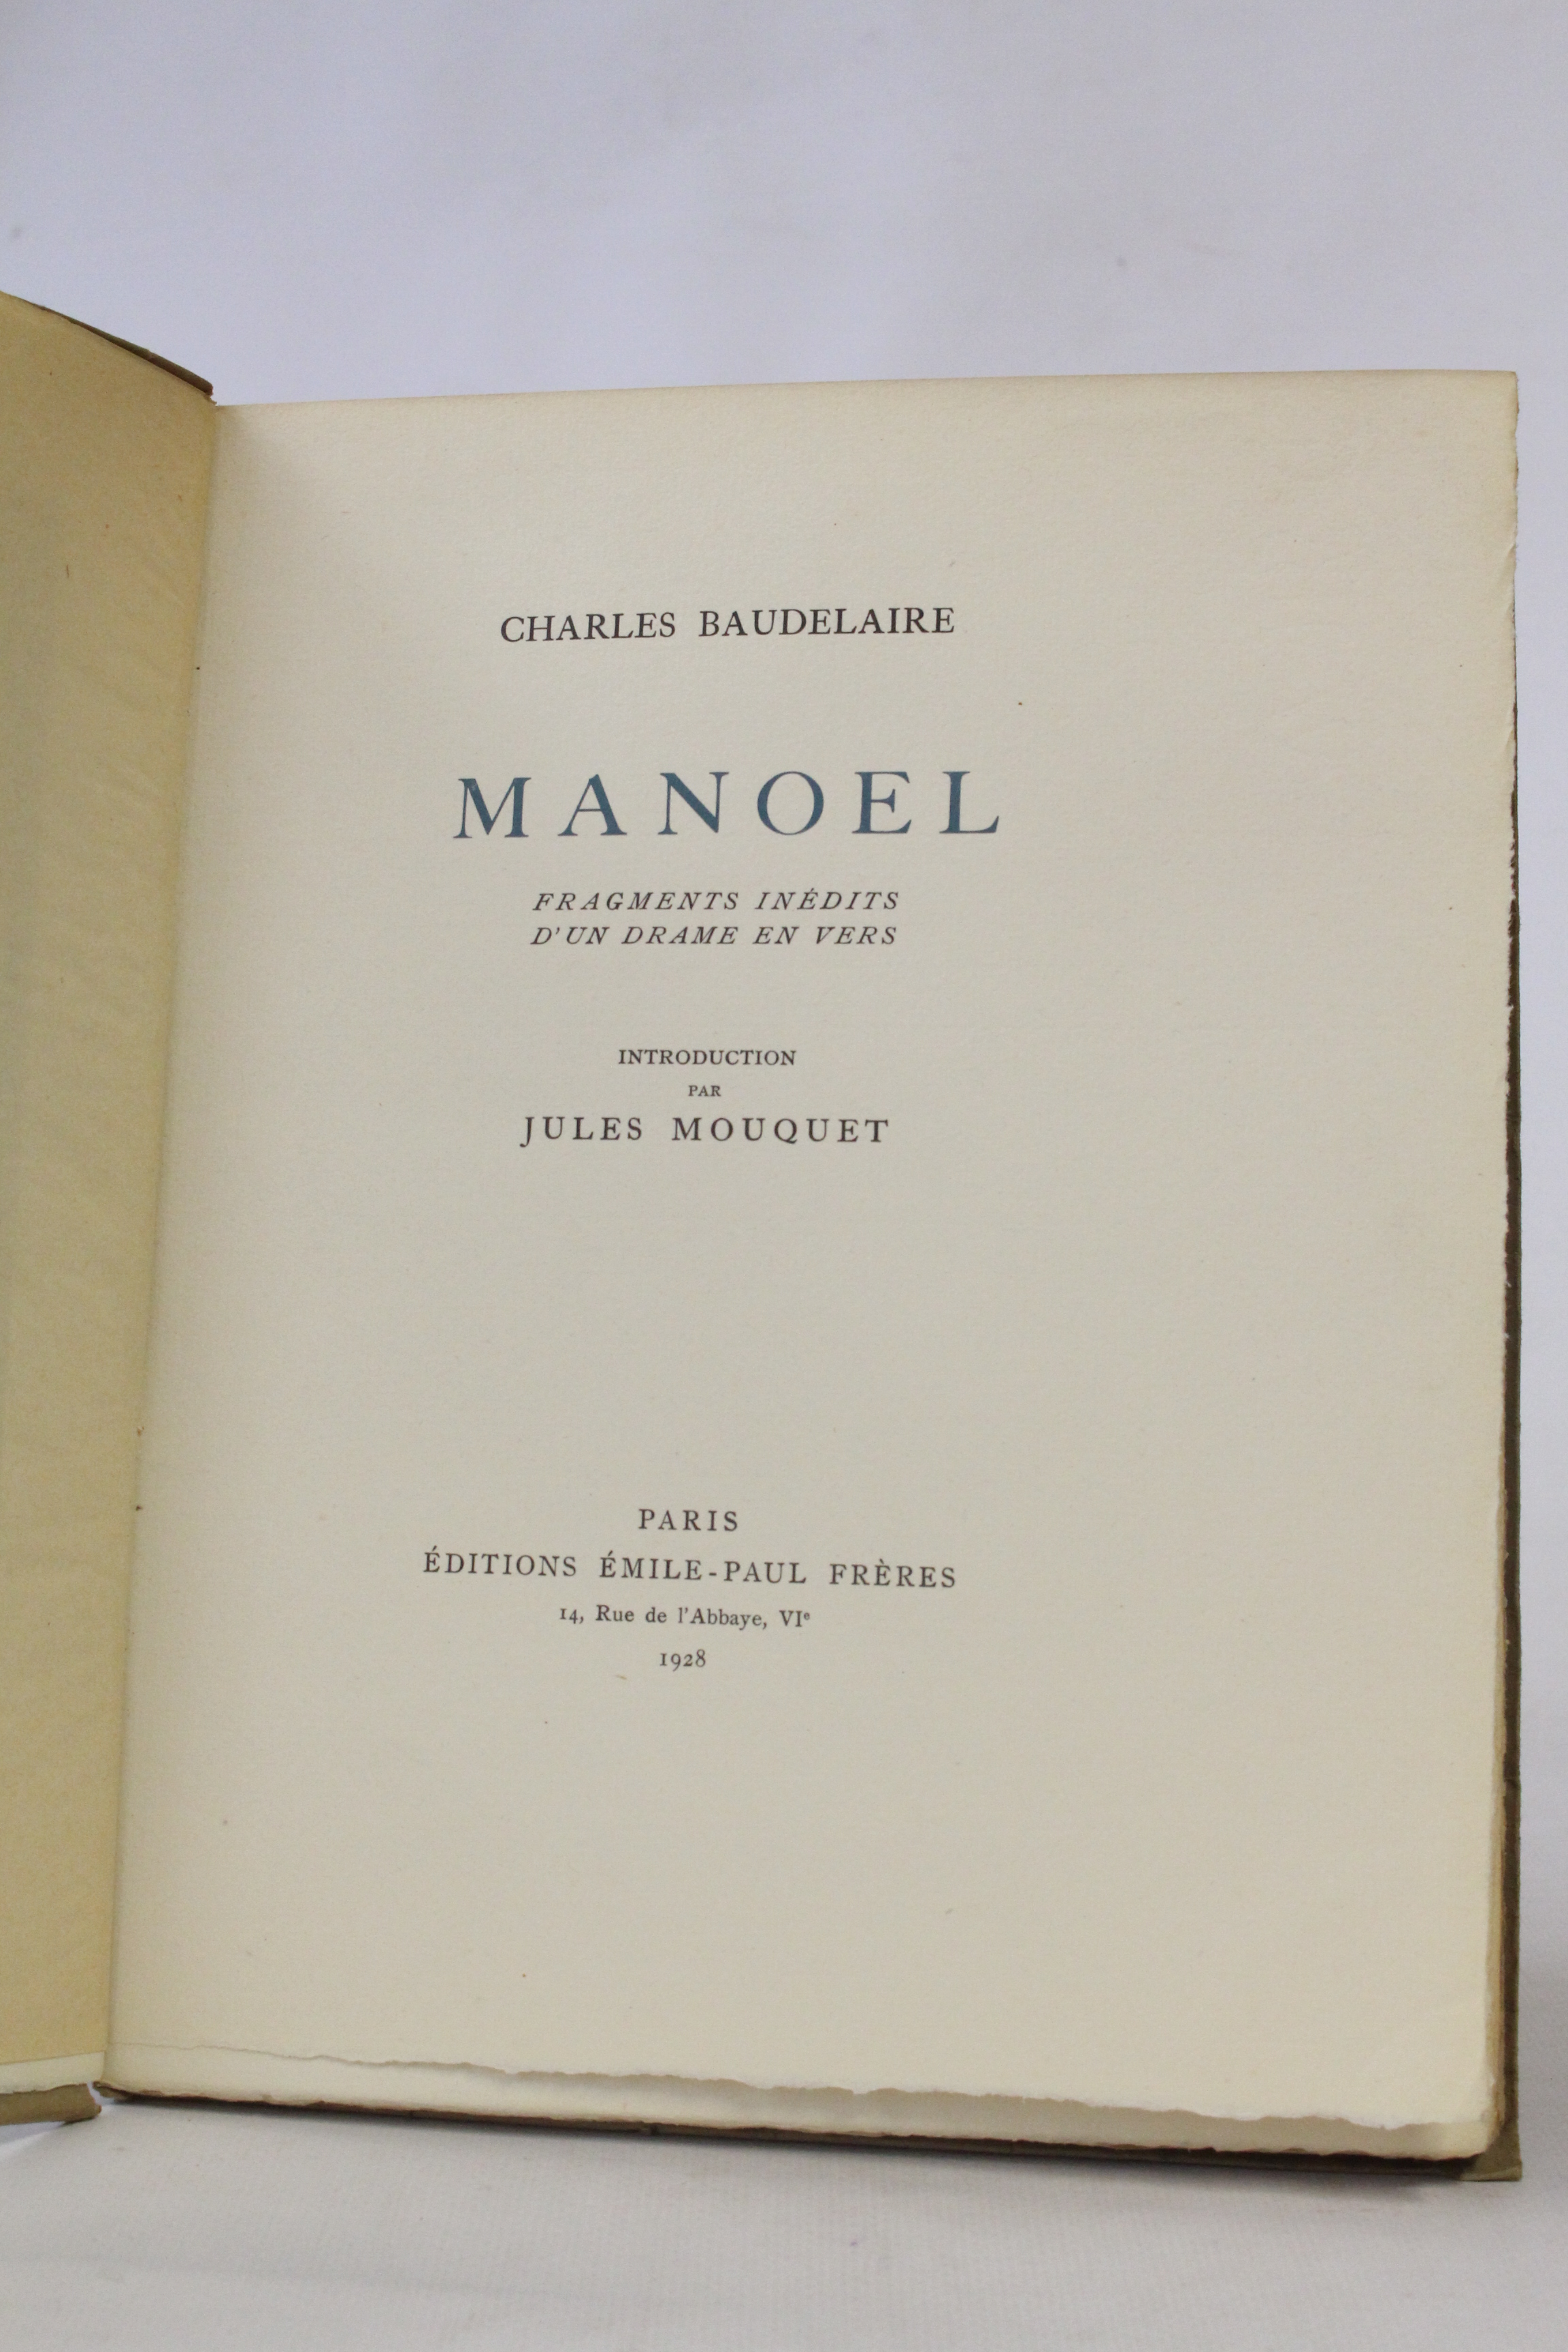 CHARLES BAUDELAIRE
MANOEL
FRAGMENTS INÉDITS
D'UN DRAME EN VERS
INTRODUCTION
PAR
JULES MOUQUET
PARIS
ÉDITIONS ÉMILE-PAUL FRÈRES
14, Rue de l'Abbaye, VIᵉ
1928